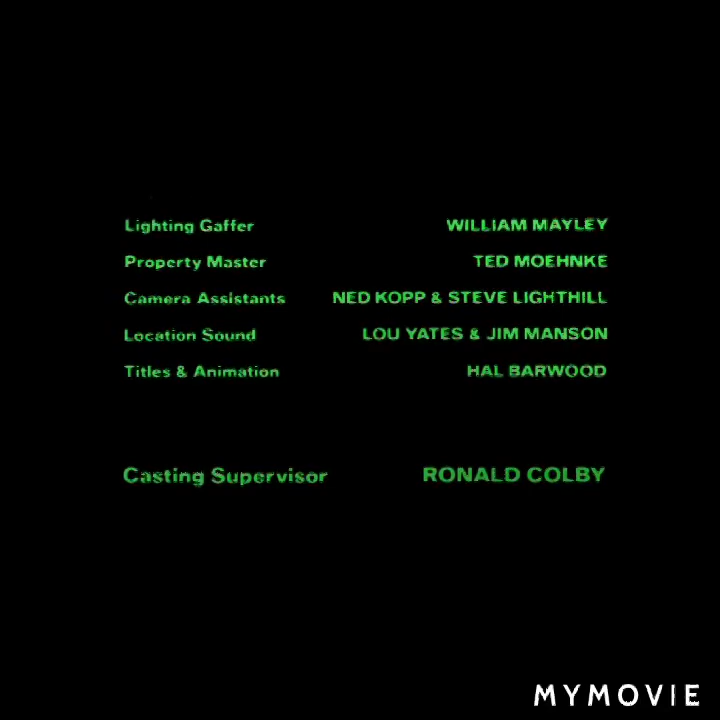 Lighting Gaffer WILLIAM MAYLEY
Property Master TED MOEHNKE
Camera Assistants NED KOPP & STEVE LIGHTHILL
Location Sound LOU YATES & JIM MANSON
Titles & Animation HAL BARWOOD
Casting Supervisor RONALD COLBY
MYMOVIE